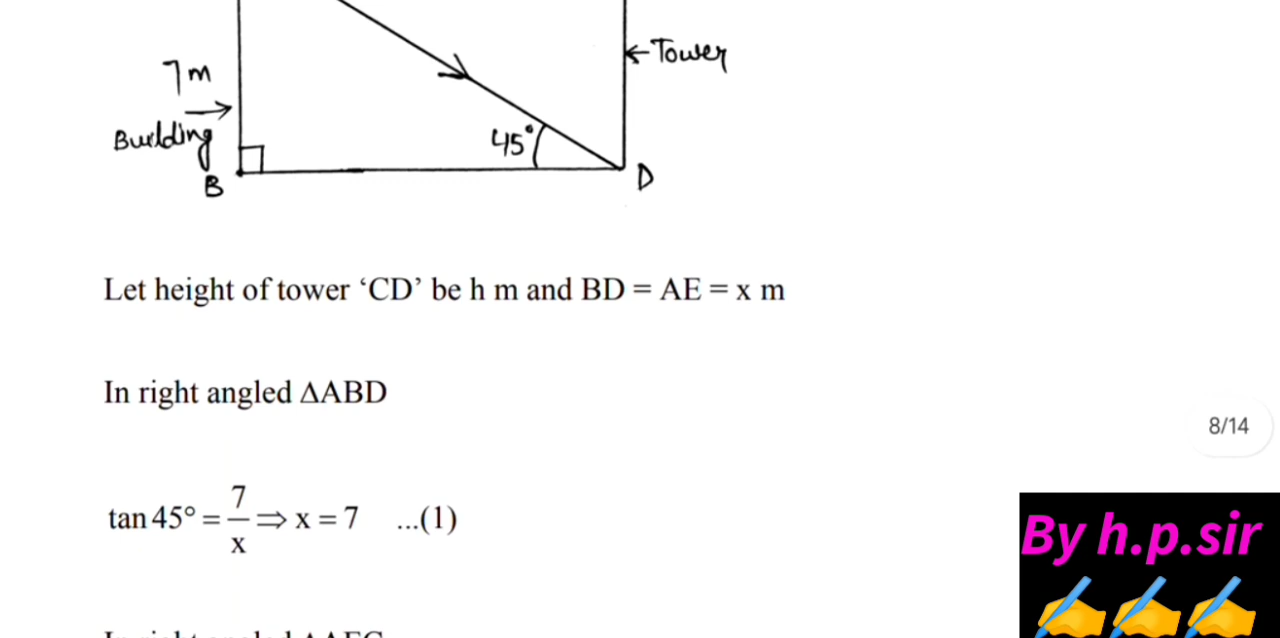 7m
← Tower
Building
45°
B
D
Let height of tower ‘CD’ be h m and BD = AE = x m
In right angled ΔABD
8/14
tan 45° = 7/x ⇒ x = 7 ...(1)
By h.p.sir